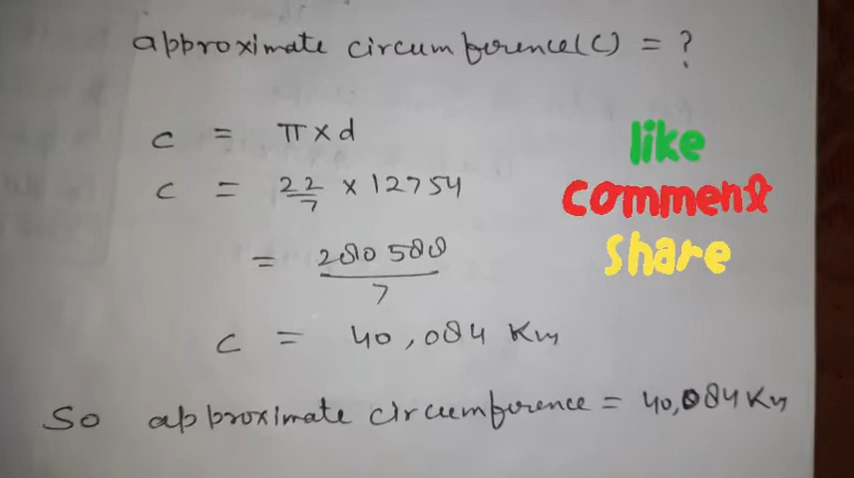 approximate circumference(C) = ?
C = π x d
C = 22/7 x 12754
= 280588/7
C = 40,084 Km
So approximate circumference = 40,084 Km
like
comment
share